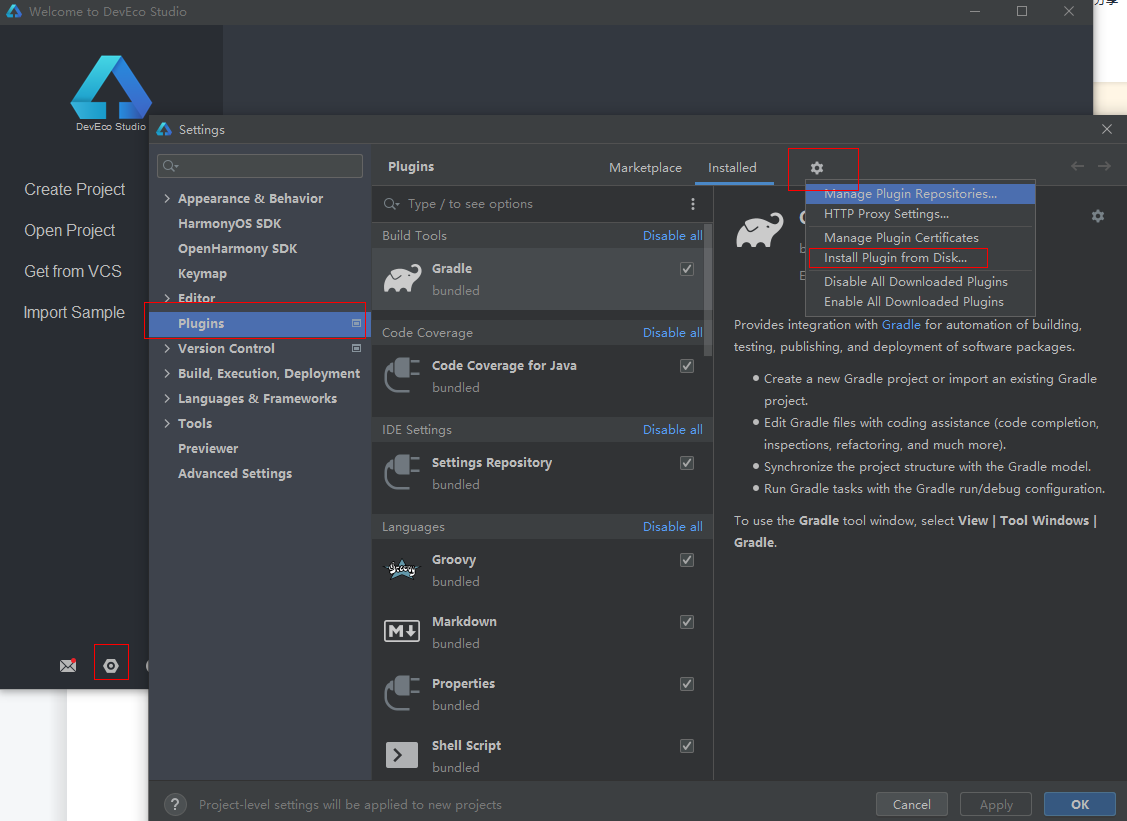 Welcome to DevEco Studio
分享
DevEco Studio
Create Project
Open Project
Get from VCS
Import Sample
Settings
Appearance & Behavior
HarmonyOS SDK
OpenHarmony SDK
Keymap
Editor
Plugins
Version Control
Build, Execution, Deployment
Languages & Frameworks
Tools
Previewer
Advanced Settings
Plugins
Marketplace
Installed
Type / to see options
Build Tools
Disable all
Gradle
bundled
Code Coverage
Disable all
Code Coverage for Java
bundled
IDE Settings
Disable all
Settings Repository
bundled
Languages
Disable all
Groovy
bundled
Markdown
bundled
Properties
bundled
Shell Script
bundled
Manage Plugin Repositories...
HTTP Proxy Settings...
Manage Plugin Certificates
Install Plugin from Disk...
Disable All Downloaded Plugins
Enable All Downloaded Plugins
Provides integration with Gradle for automation of building,
testing, publishing, and deployment of software packages.
Create a new Gradle project or import an existing Gradle
project.
Edit Gradle files with coding assistance (code completion,
inspections, refactoring, and much more).
Synchronize the project structure with the Gradle model.
Run Gradle tasks with the Gradle run/debug configuration.
To use the Gradle tool window, select View | Tool Windows |
Gradle.
? Project-level settings will be applied to new projects
Cancel
Apply
OK